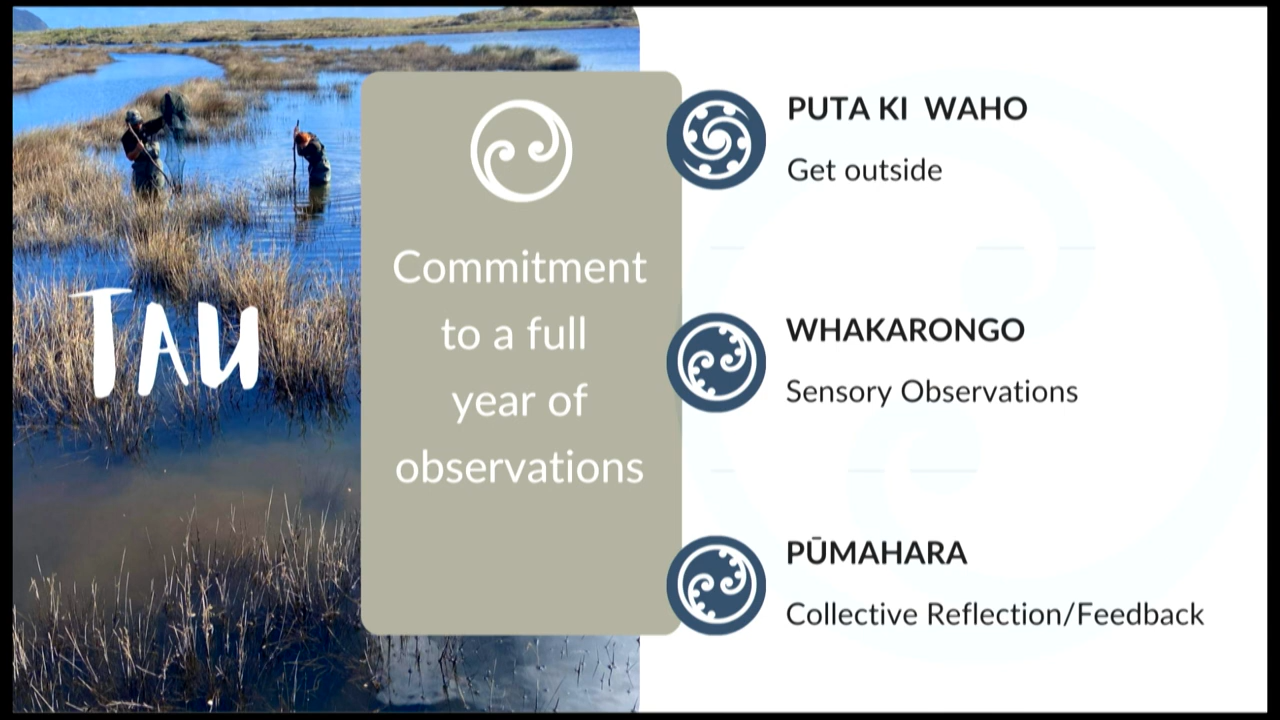 TAU
Commitment
to a full
year of
observations
PUTA KI WAHO
Get outside
WHAKARONGO
Sensory Observations
PŪMAHARA
Collective Reflection/Feedback